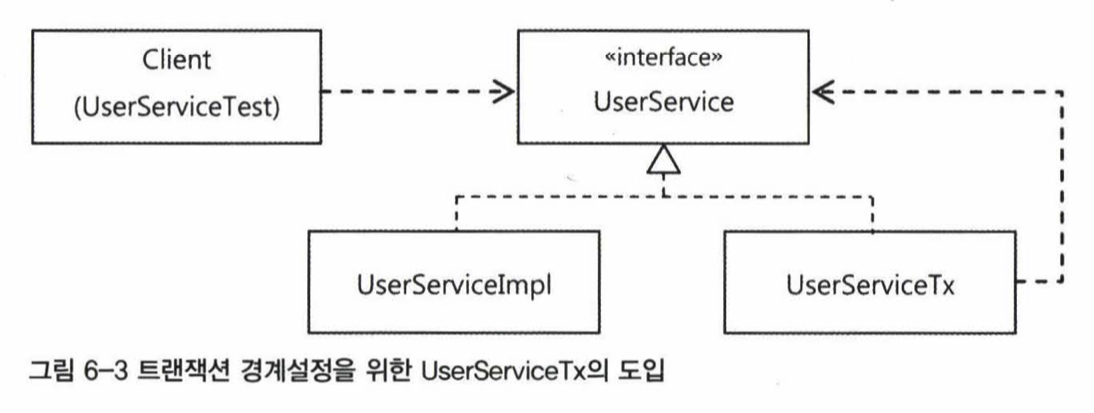 Client
(UserServiceTest)
«interface»
UserService
UserServiceImpl
UserServiceTx
그림 6-3 트랜잭션 경계설정을 위한 UserServiceTx의 도입